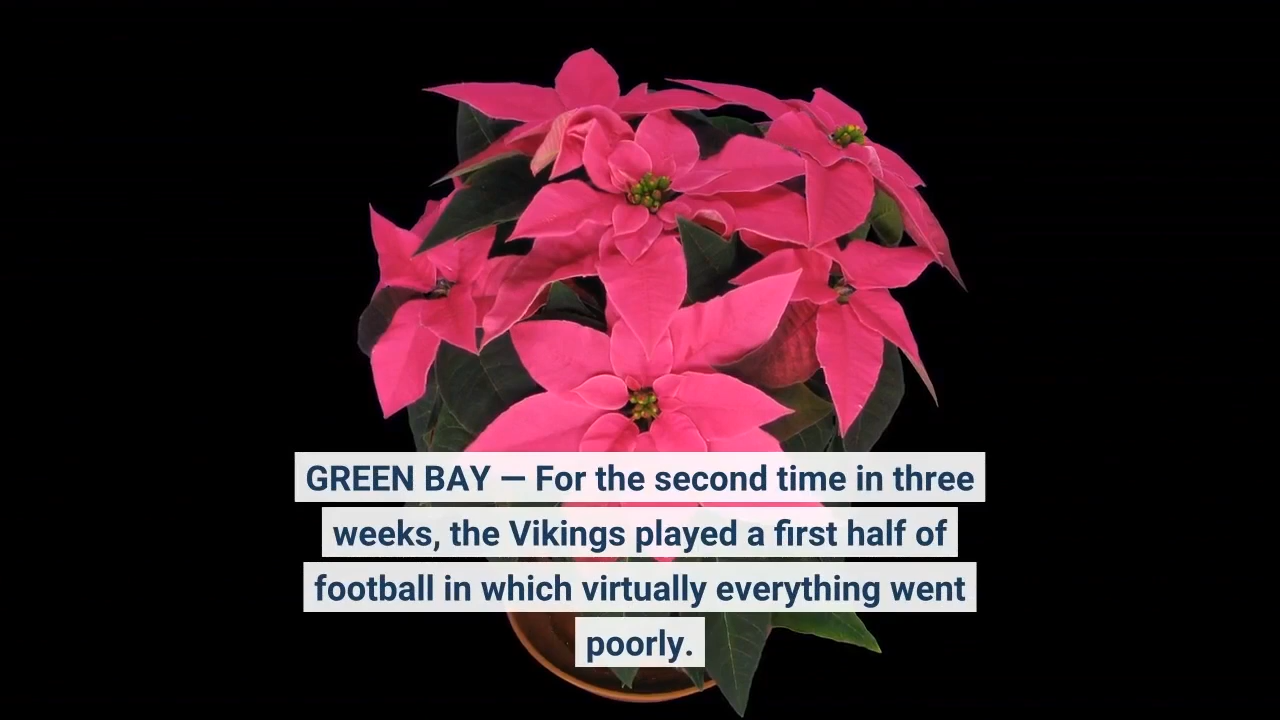 GREEN BAY — For the second time in three
weeks, the Vikings played a first half of
football in which virtually everything went
poorly.